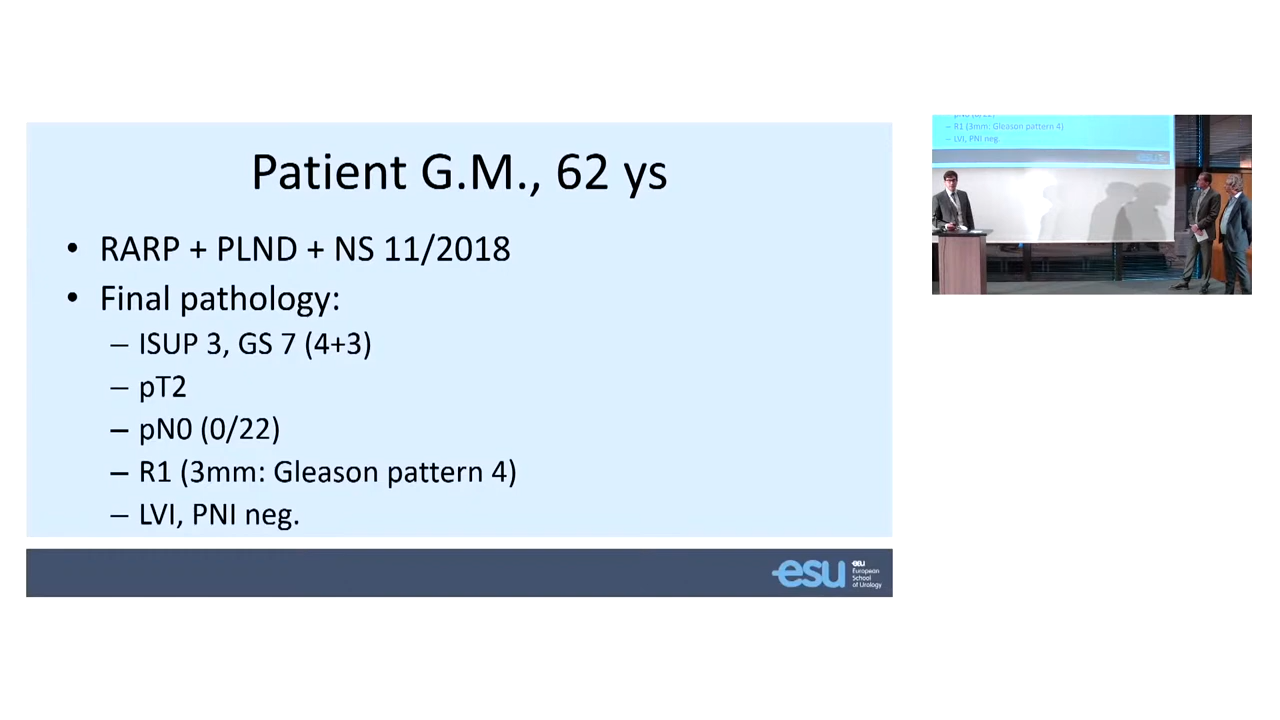 Patient G.M., 62 ys
• RARP + PLND + NS 11/2018
• Final pathology:
– ISUP 3, GS 7 (4+3)
– pT2
– pN0 (0/22)
– R1 (3mm: Gleason pattern 4)
– LVI, PNI neg.
esu
eau
European
School
of Urology
– R1 (3mm: Gleason pattern 4)
– LVI, PNI neg.
esu